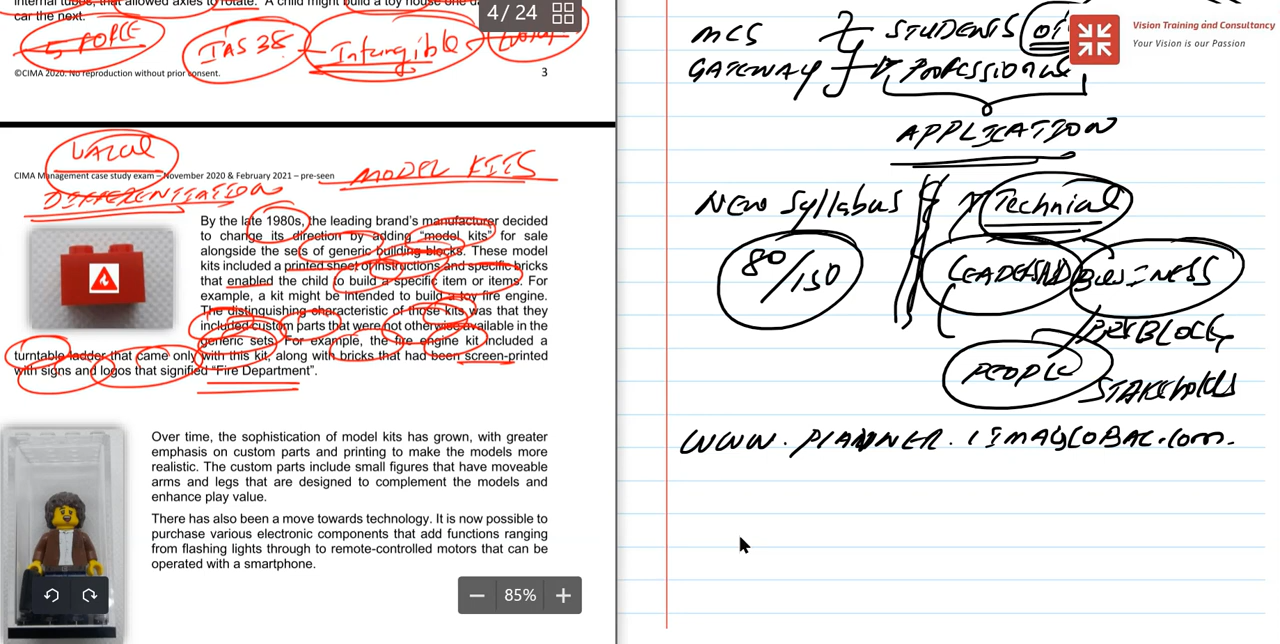 internal tubes, that allowed axles to rotate. A child might build a toy house one d
car the next.
4 / 24
5 FORCE
IAS 38
Intangible
©CIMA 2020. No reproduction without prior consent.
3
VRIO
CIMA Management case study exam – November 2020 & February 2021 – pre-seen
MODEL KITS
DIFFERENTIATION
By the late 1980s, the leading brand's manufacturer decided
to change its direction by adding "model kits" for sale
alongside the sets of generic building blocks. These model
kits included a printed sheet of instructions and specific bricks
that enabled the child to build a specific item or items. For
example, a kit might be intended to build a toy fire engine.
The distinguishing characteristic of those kits was that they
included custom parts that were not otherwise available in the
generic sets. For example, the fire engine kit included a
turntable ladder that came only with this kit, along with bricks that had been screen-printed
with signs and logos that signified "Fire Department".
Over time, the sophistication of model kits has grown, with greater
emphasis on custom parts and printing to make the models more
realistic. The custom parts include small figures that have moveable
arms and legs that are designed to complement the models and
enhance play value.
There has also been a move towards technology. It is now possible to
purchase various electronic components that add functions ranging
from flashing lights through to remote-controlled motors that can be
operated with a smartphone.
85%
MCS
STUDENTS
GATEWAY
PROFESSIONALS
Vision Training and Consultancy
Your Vision is our Passion
APPLICATION
New Syllabus
Technical
80/150
LEADERSHIP
BUSINESS
PEOPLE
STAKEHOLDERS
WWW.PLANNER.CIMAGLOBAL.COM.